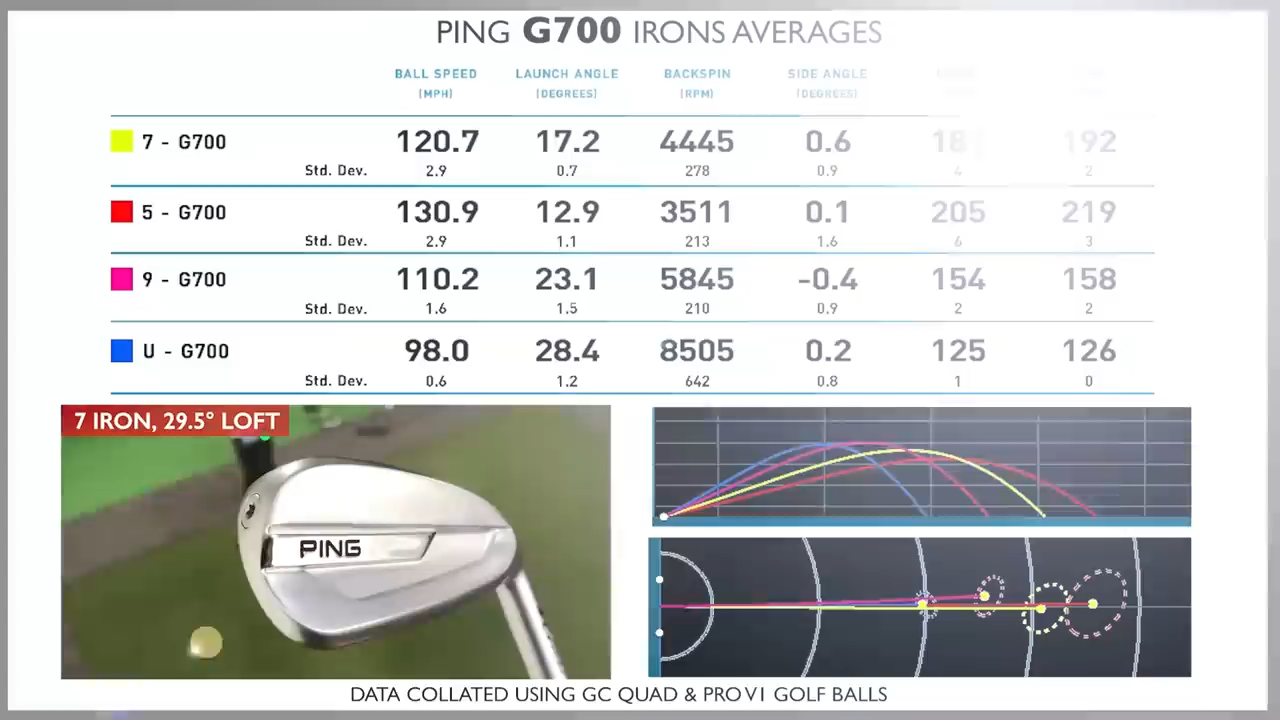 PING G700 IRONS AVERAGES
BALL SPEED LAUNCH ANGLE BACKSPIN SIDE ANGLE
(MPH) (DEGREES) (RPM) (DEGREES)
7 - G700 120.7 17.2 4445 0.6 192
Std. Dev. 2.9 0.7 278 0.9 4 2
5 - G700 130.9 12.9 3511 0.1 205 219
Std. Dev. 2.9 1.1 213 1.6 6 3
9 - G700 110.2 23.1 5845 -0.4 154 158
Std. Dev. 1.6 1.5 210 0.9 2 2
U - G700 98.0 28.4 8505 0.2 125 126
Std. Dev. 0.6 1.2 642 0.8 1 0
7 IRON, 29.5° LOFT
PING
DATA COLLATED USING GC QUAD & PRO V1 GOLF BALLS